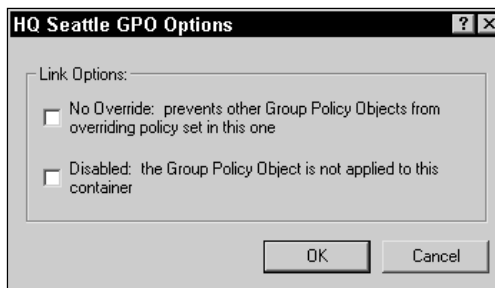 HQ Seattle GPO Options
? X
Link Options:
No Override: prevents other Group Policy Objects from
overriding policy set in this one
Disabled: the Group Policy Object is not applied to this
container
OK Cancel